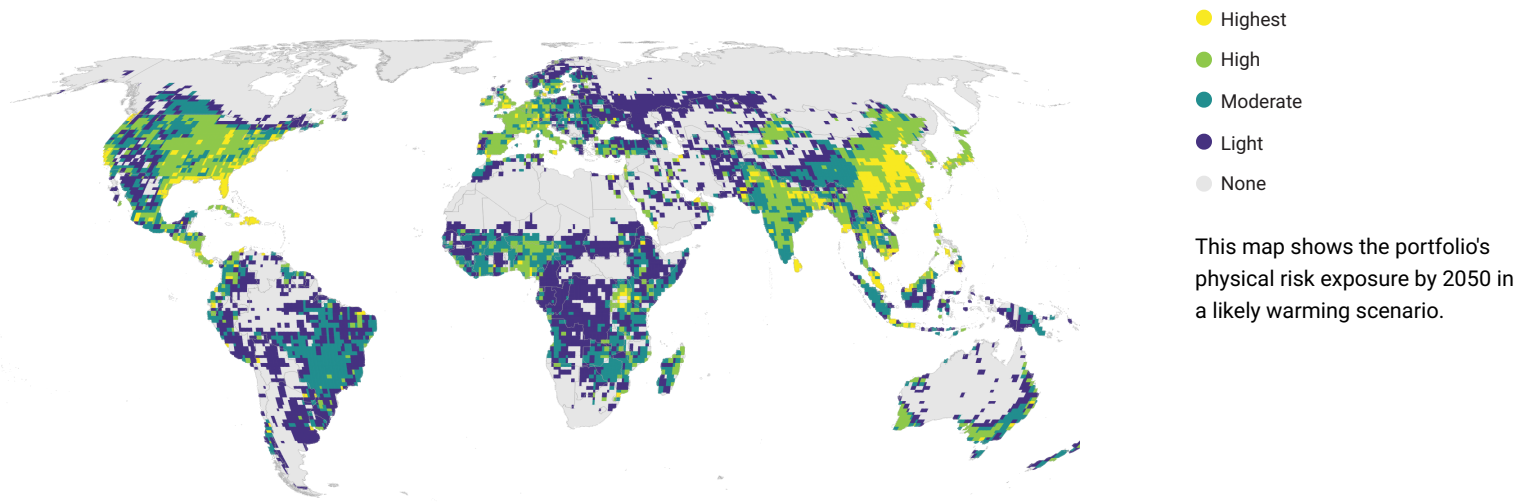 Highest
High
Moderate
Light
None
This map shows the portfolio's
physical risk exposure by 2050 in
a likely warming scenario.